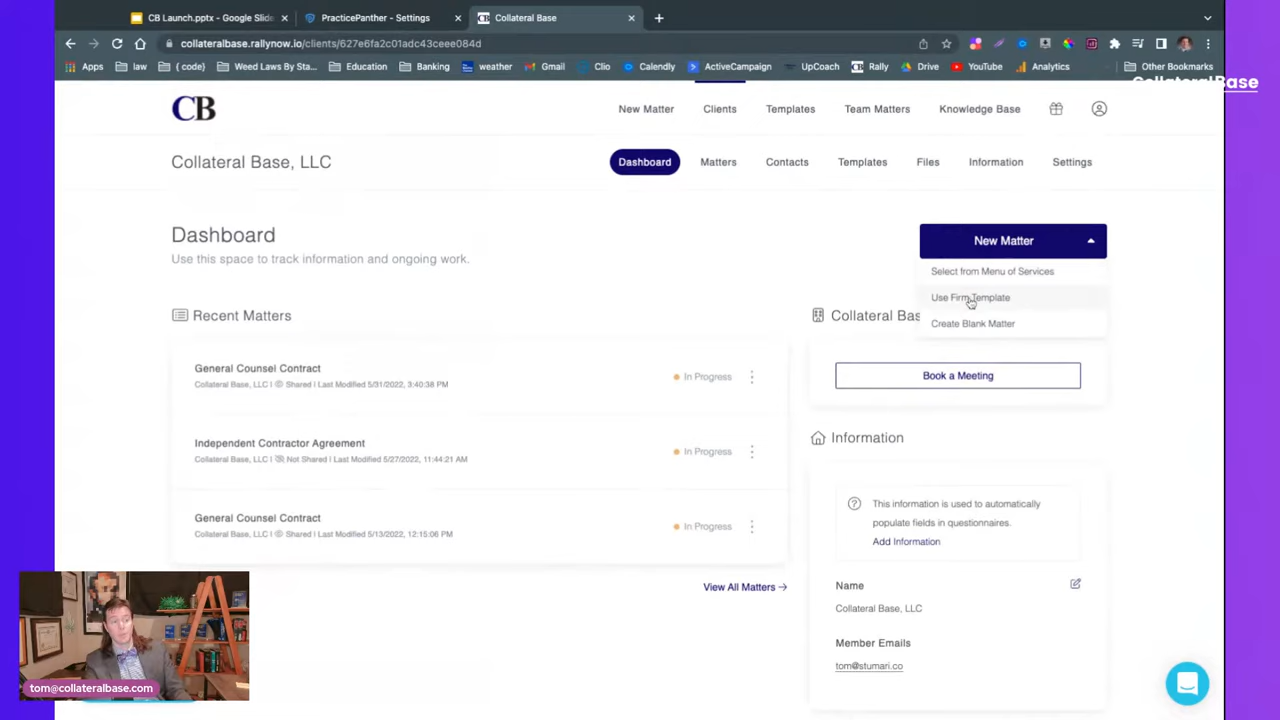 CB Launch.pptx - Google Slide
PracticePanther - Settings
CB Collateral Base
collateralbase.rallynow.io/clients/627e6fa2c01adc43ceee084d
Apps
law
{ code}
Weed Laws By Sta...
Education
Banking
weather
Gmail
Clio
Calendly
ActiveCampaign
UpCoach
CB Rally
Drive
YouTube
Analytics
Other Bookmarks
CollateralBase
CB
New Matter
Clients
Templates
Team Matters
Knowledge Base
Collateral Base, LLC
Dashboard
Matters
Contacts
Templates
Files
Information
Settings
Dashboard
Use this space to track information and ongoing work.
New Matter
Select from Menu of Services
Use Firm Template
Create Blank Matter
Recent Matters
Collateral Bas
General Counsel Contract
Collateral Base, LLC | Shared | Last Modified 5/31/2022, 3:40:38 PM
In Progress
Book a Meeting
Independent Contractor Agreement
Collateral Base, LLC | Not Shared | Last Modified 5/27/2022, 11:44:21 AM
In Progress
Information
General Counsel Contract
Collateral Base, LLC | Shared | Last Modified 5/13/2022, 12:15:06 PM
In Progress
This information is used to automatically
populate fields in questionnaires.
Add Information
View All Matters →
Name
Collateral Base, LLC
Member Emails
tom@stumari.co
tom@collateralbase.com